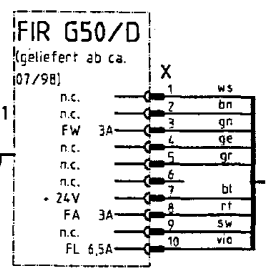 FIR G50/D
(geliefert ab ca.
07/98)
X
1
n.c. 1 ws
n.c. 2 bn
FW 3A 3 gn
n.c. 4 ge
n.c. 5 gr
n.c. 6
+ 24V 7 bl
FA 3A 8 rt
n.c. 9 sw
FL 6,5A 10 vio